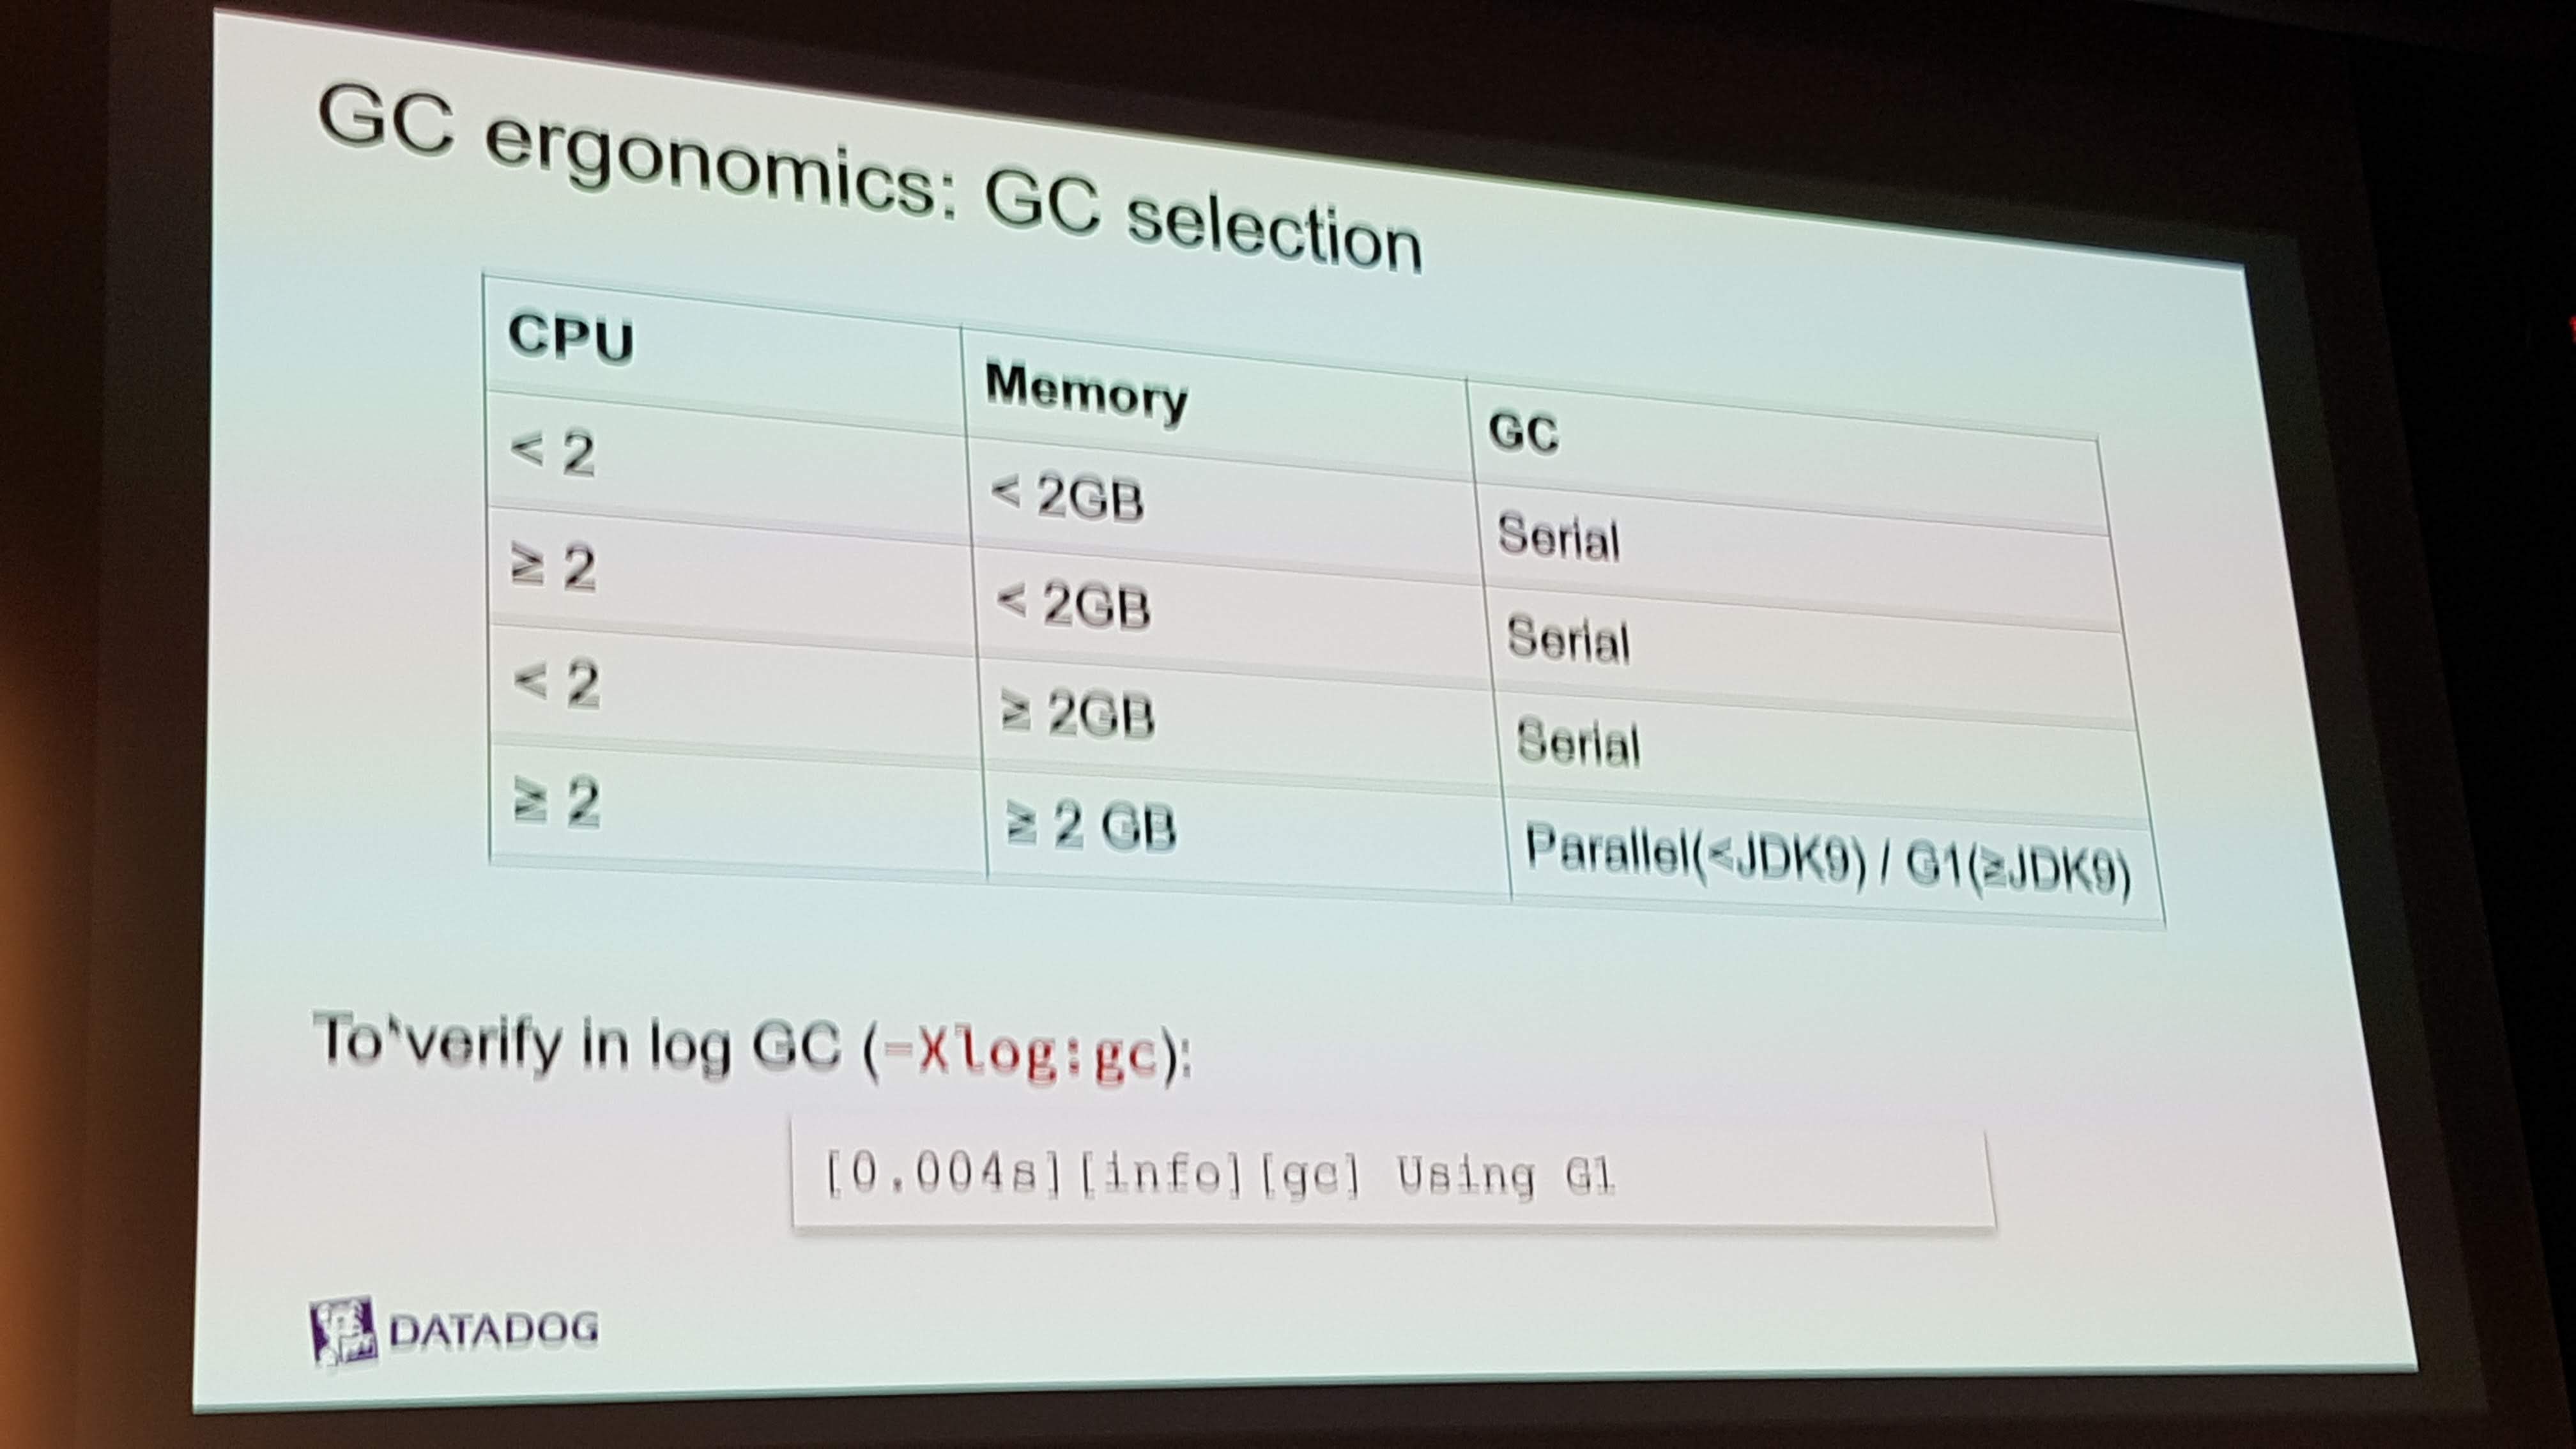 GC ergonomics: GC selection
CPU Memory GC
< 2 < 2GB Serial
≥ 2 < 2GB Serial
< 2 ≥ 2GB Serial
≥ 2 ≥ 2 GB Parallel(<JDK9) / G1(≥JDK9)
To verify in log GC (-Xlog:gc):
[0.004s][info][gc] Using G1
DATADOG